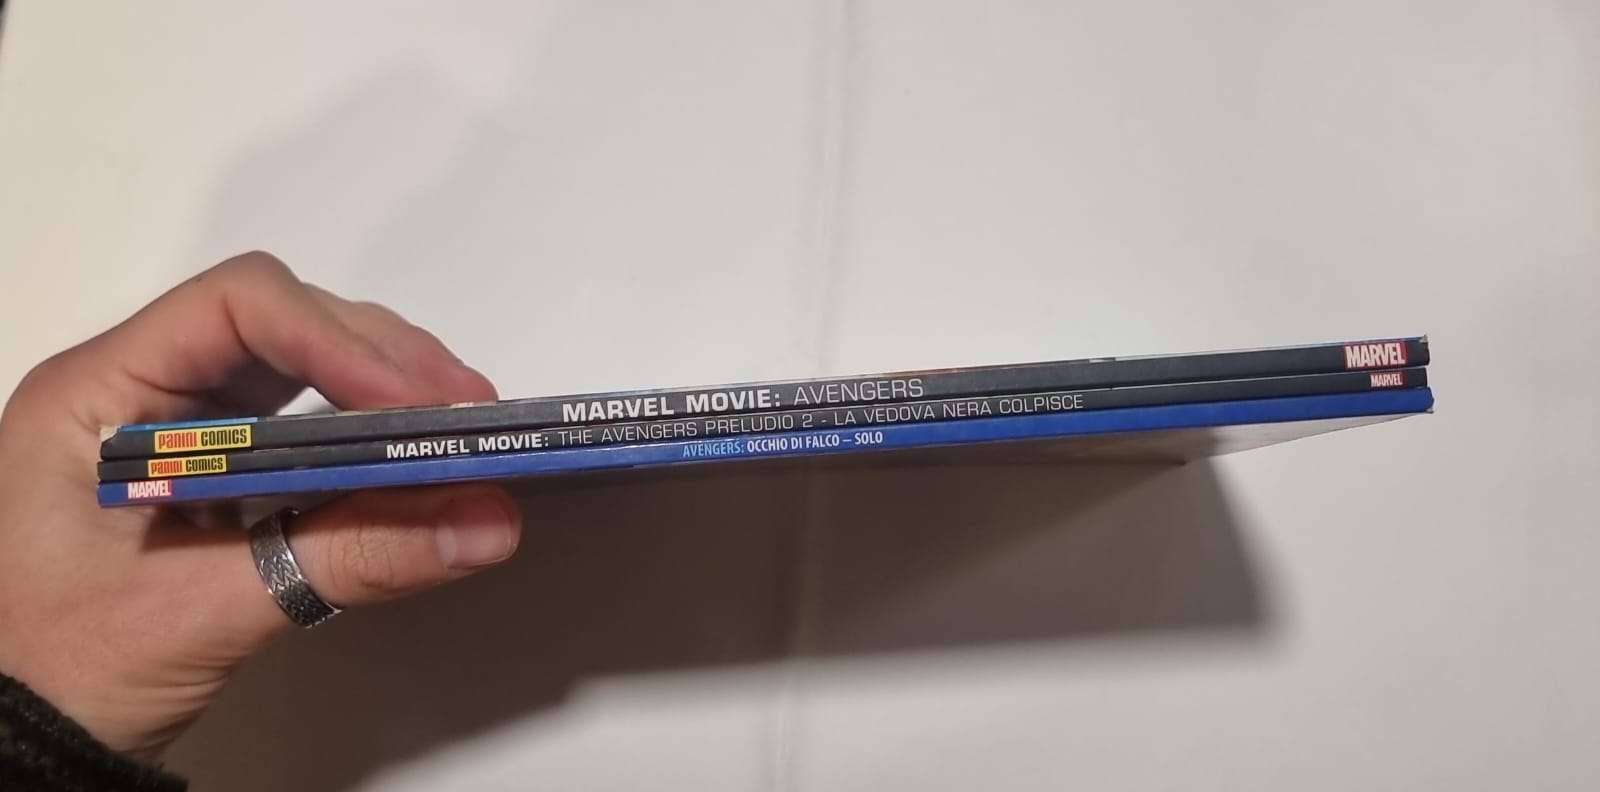 PANINI COMICS MARVEL MOVIE: AVENGERS MARVEL
PANINI COMICS MARVEL MOVIE: THE AVENGERS PRELUDIO 2 - LA VEDOVA NERA COLPISCE MARVEL
MARVEL AVENGERS: OCCHIO DI FALCO – SOLO